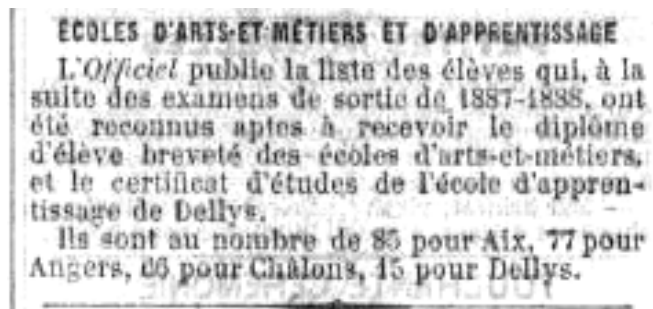 ÉCOLES D'ARTS-ET-MÉTIERS ET D'APPRENTISSAGE
L'Officiel publie la liste des élèves qui, à la
suite des examens de sortie de 1887-1888, ont
été reconnus aptes à recevoir le diplôme
d'élève breveté des écoles d'arts-et-métiers,
et le certificat d'études de l'école d'appren-
tissage de Dellys.
Ils sont au nombre de 85 pour Aix, 77 pour
Angers, 66 pour Châlons, 15 pour Dellys.